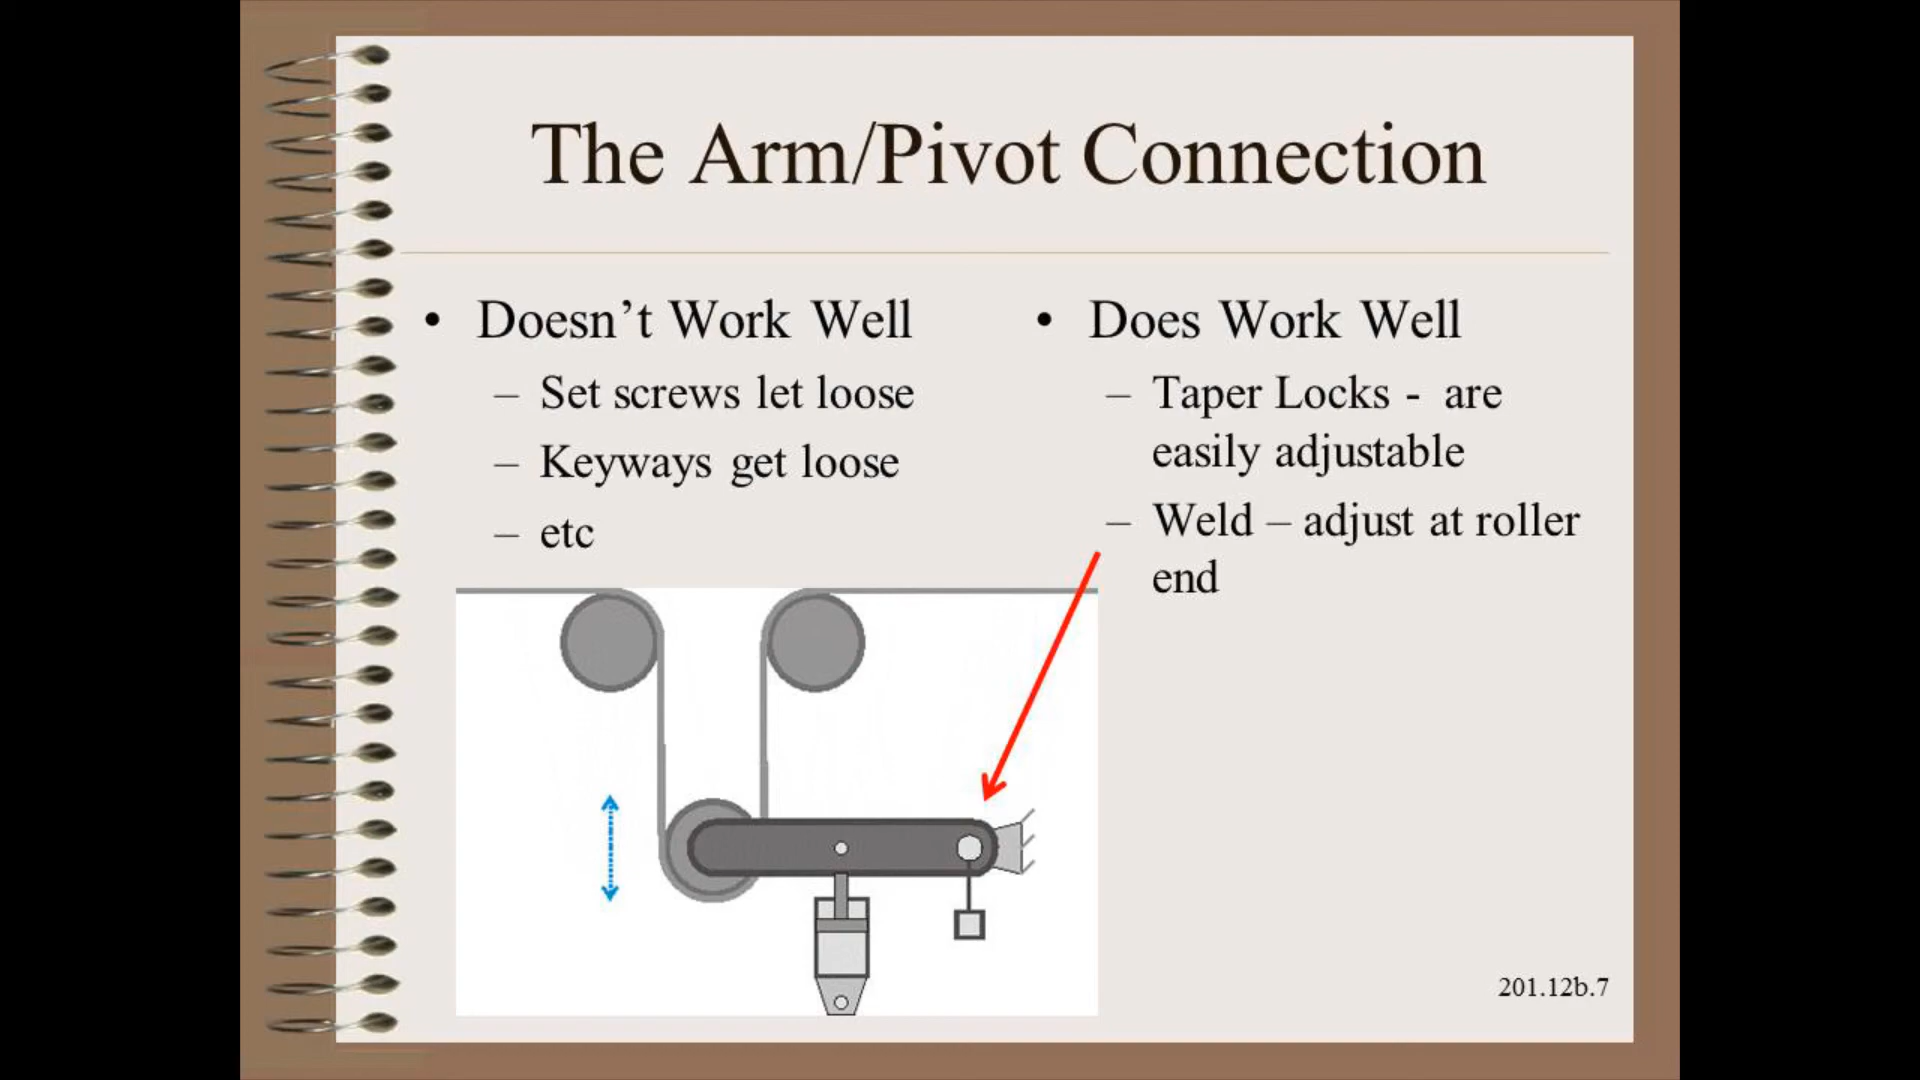 The Arm/Pivot Connection
• Doesn't Work Well
– Set screws let loose
– Keyways get loose
– etc
• Does Work Well
– Taper Locks - are
easily adjustable
– Weld – adjust at roller
end
201.12b.7